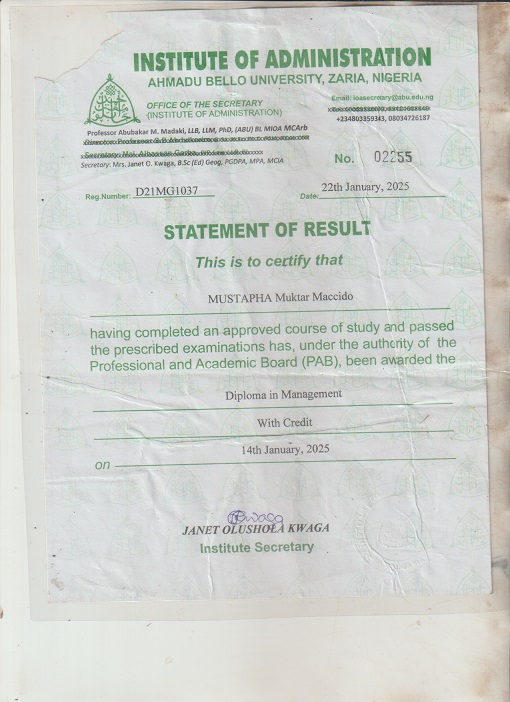 INSTITUTE OF ADMINISTRATION
AHMADU BELLO UNIVERSITY, ZARIA, NIGERIA
OFFICE OF THE SECRETARY
(INSTITUTE OF ADMINISTRATION)
Email: ioasecretary@abu.edu.ng
+234803359343, 08034726187
Professor Abubakar M. Madaki, LLB, LLM, PhD, (ABU) BL MIOA MCArb
Secretary: Mrs. Janet O. Kwaga, B.Sc (Ed) Geog, PGDPA, MPA, MCIA
No. 02255
Reg.Number: D21MG1037
Date: 22th January, 2025
STATEMENT OF RESULT
This is to certify that
MUSTAPHA Muktar Maccido
having completed an approved course of study and passed
the prescribed examinations has, under the authority of the
Professional and Academic Board (PAB), been awarded the
Diploma in Management
With Credit
14th January, 2025
on
JANET OLUSHOLA KWAGA
Institute Secretary